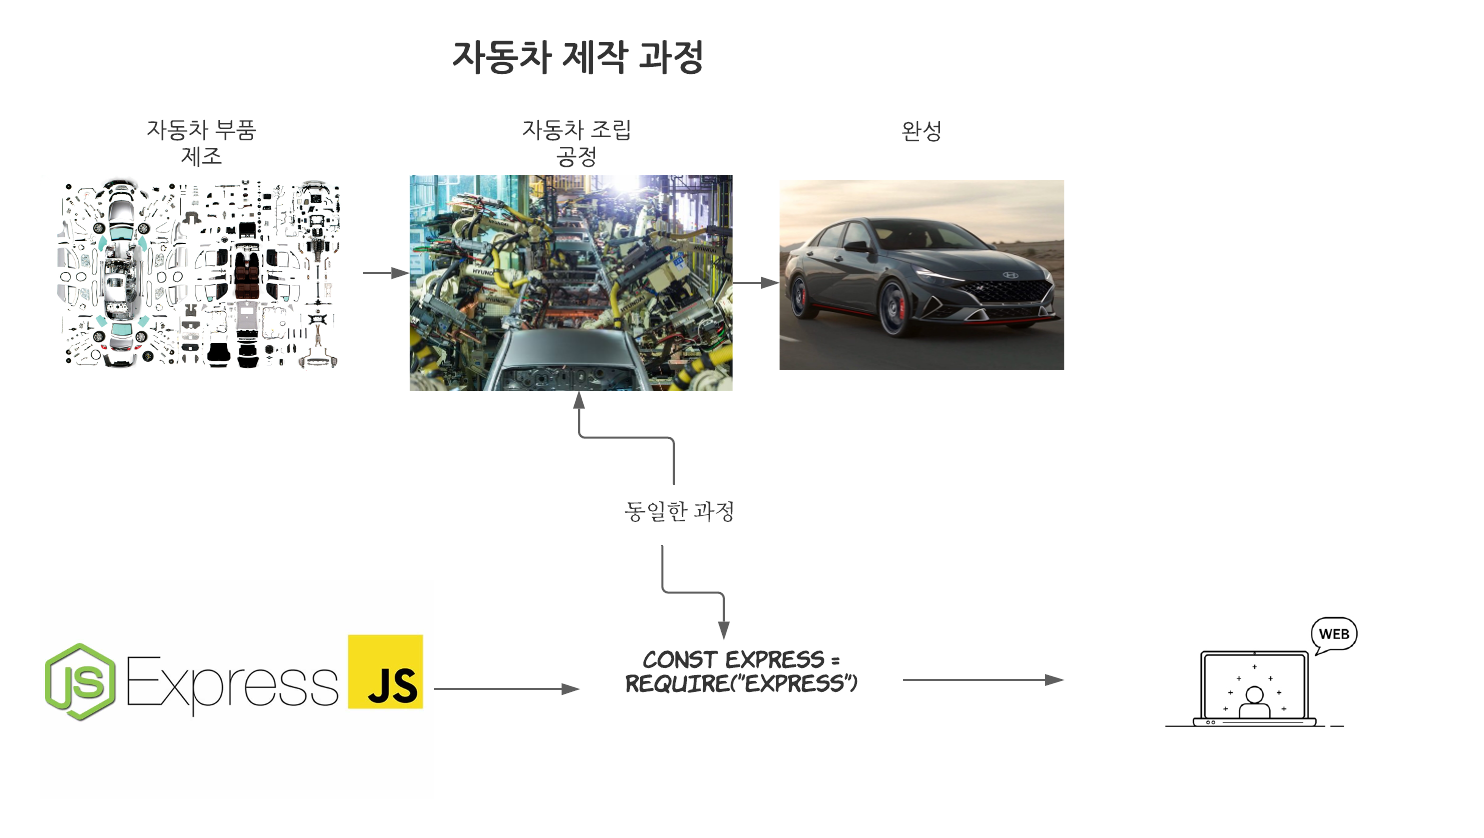 자동차 제작 과정
자동차 부품
제조
자동차 조립
공정
완성
HYUNDAI
동일한 과정
JS Express JS
CONST EXPRESS =
REQUIRE("EXPRESS")
WEB